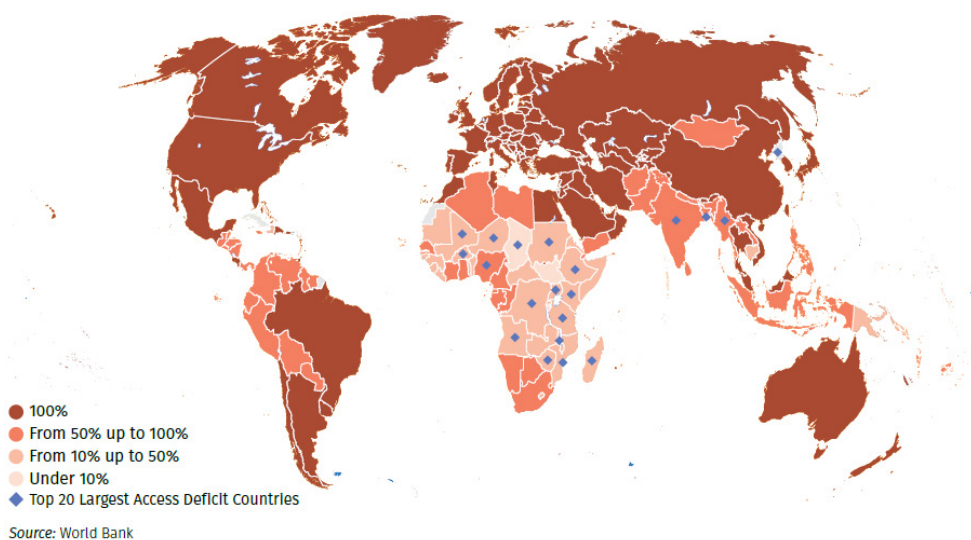 100%
From 50% up to 100%
From 10% up to 50%
Under 10%
Top 20 Largest Access Deficit Countries
Source: World Bank